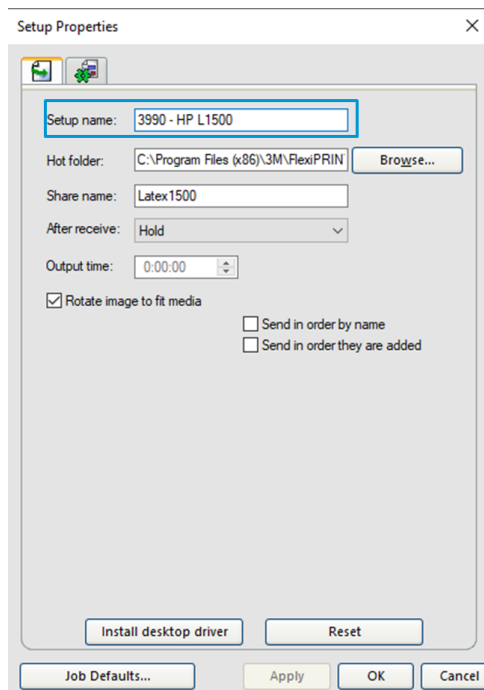 Setup Properties
Setup name: 3990 - HP L1500
Hot folder: C:\Program Files (x86)\3M\FlexiPRIN Browse...
Share name: Latex1500
After receive: Hold
Output time: 0:00:00
Rotate image to fit media
Send in order by name
Send in order they are added
Install desktop driver Reset
Job Defaults... Apply OK Cancel